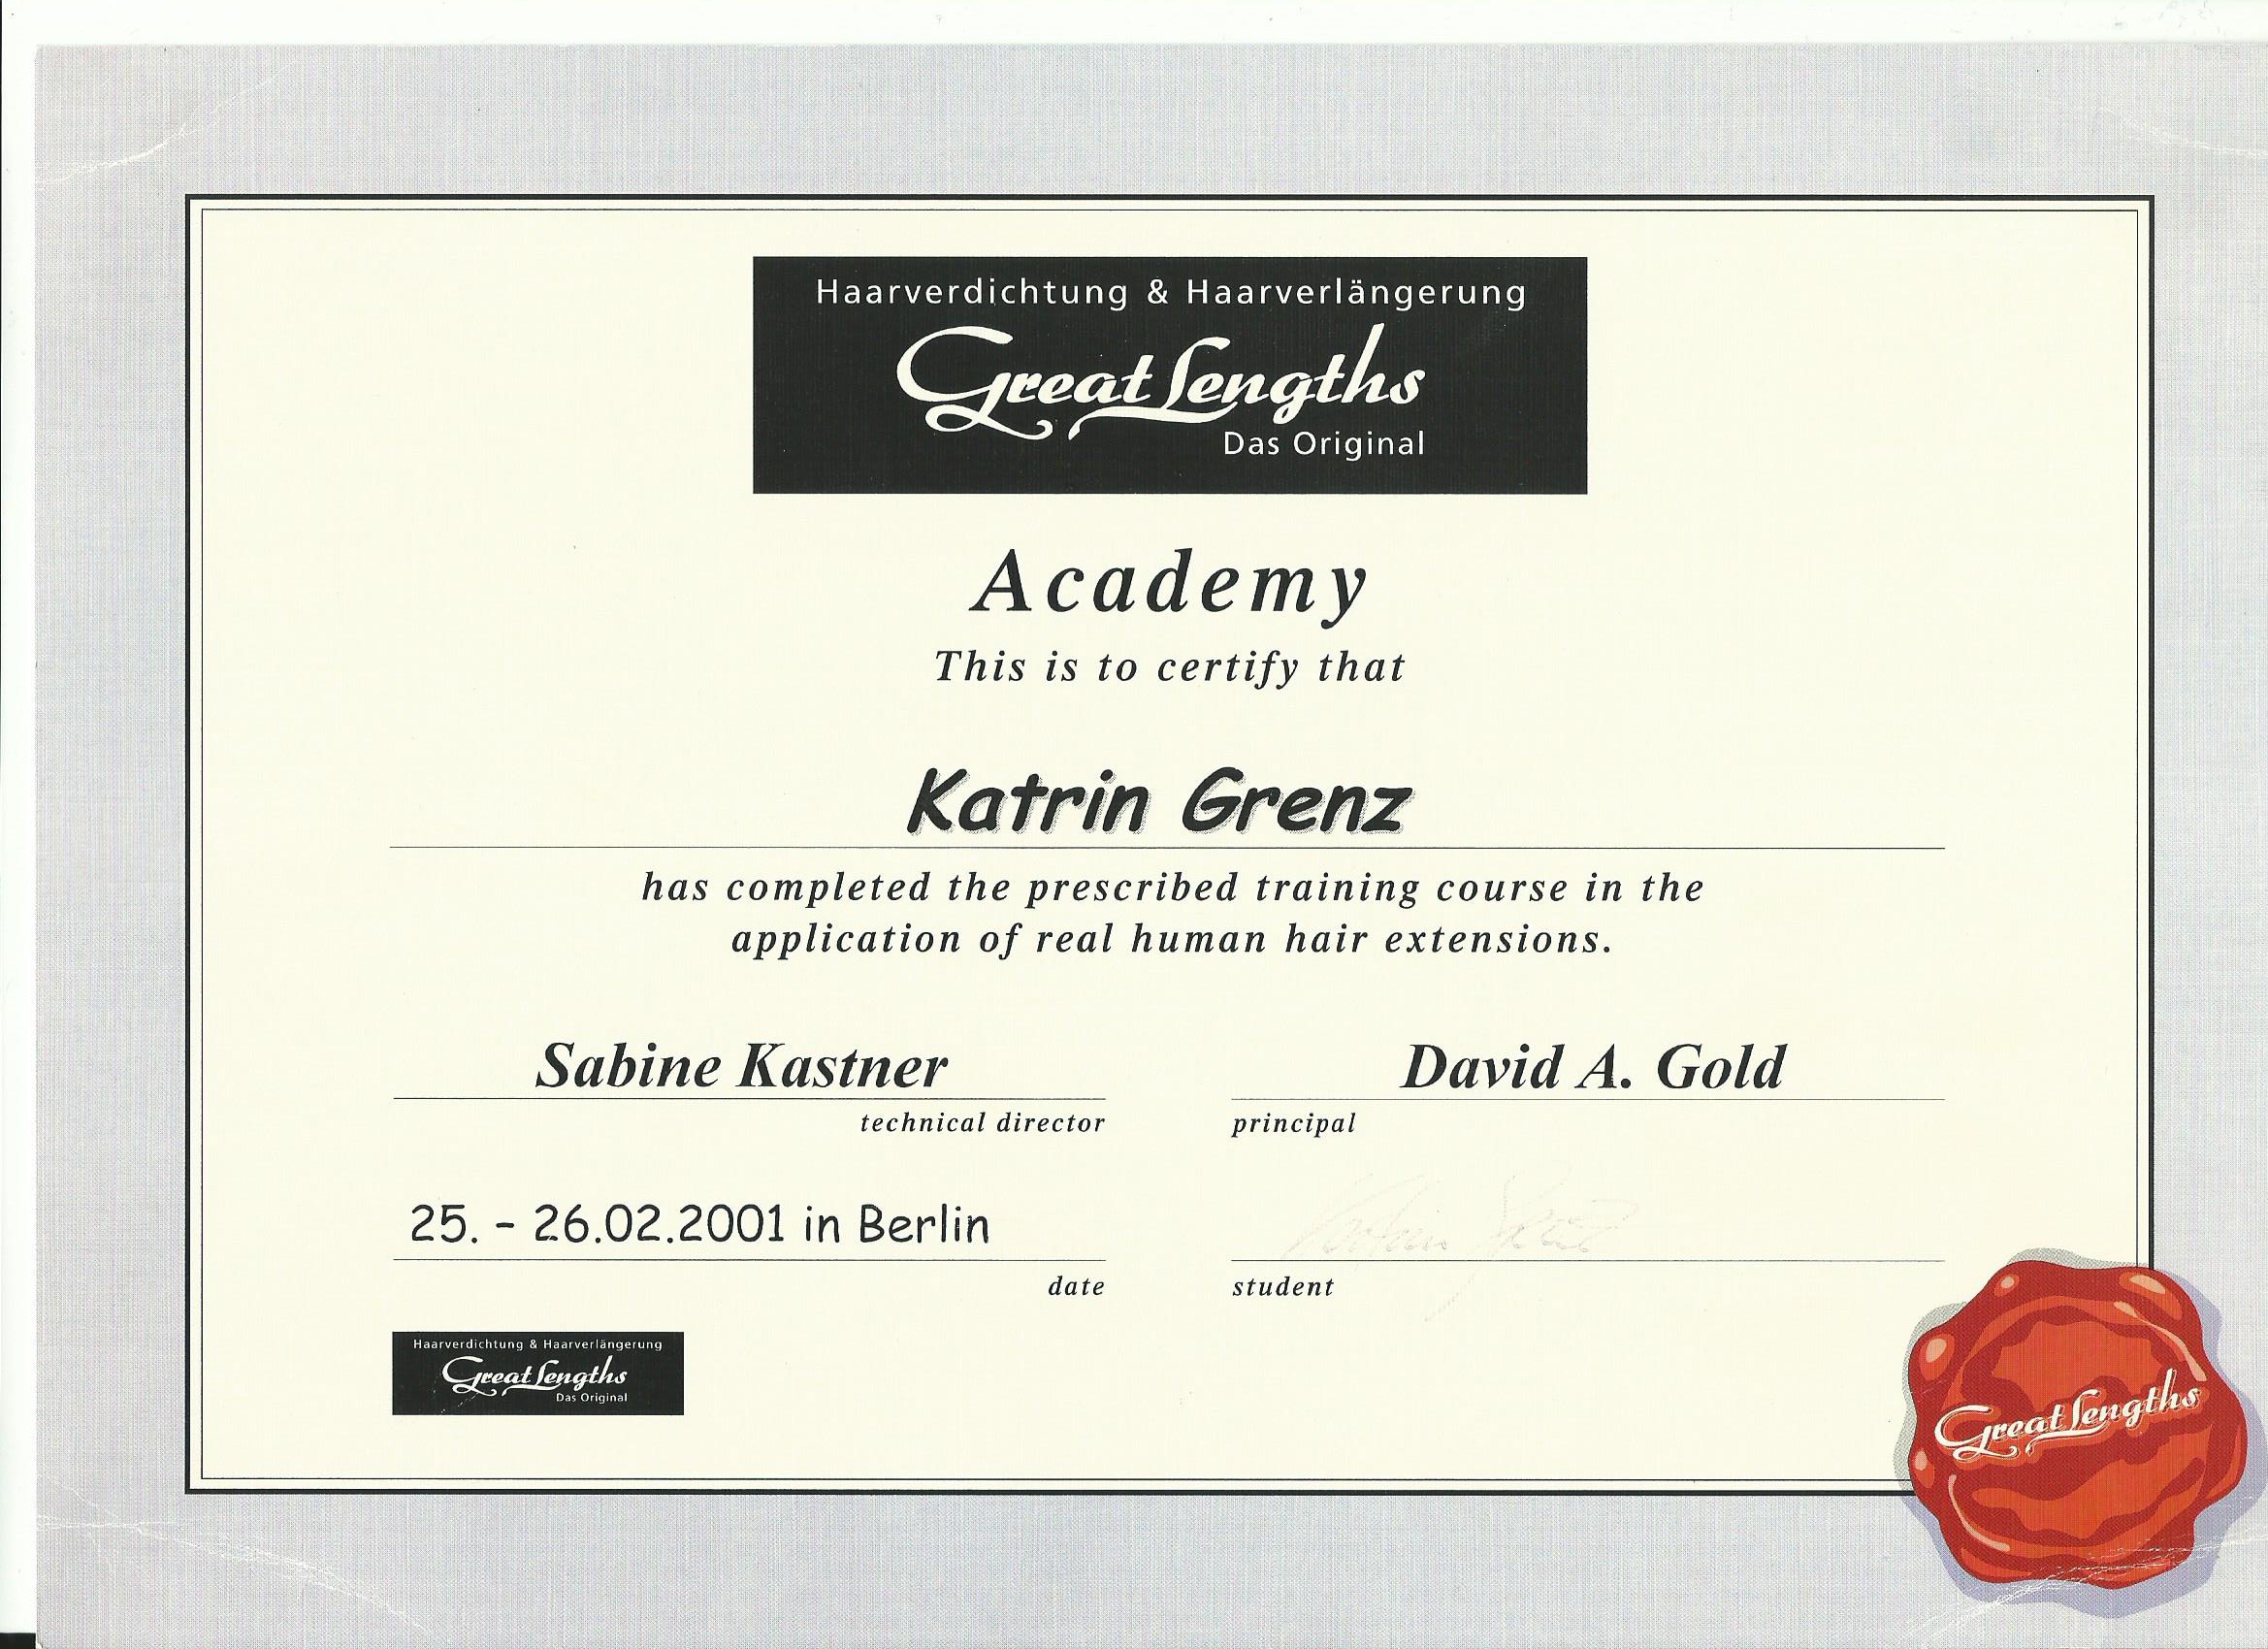 Haarverdichtung & Haarverlängerung
Great Lengths
Das Original
Academy
This is to certify that
Katrin Grenz
has completed the prescribed training course in the
application of real human hair extensions.
Sabine Kastner
David A. Gold
technical director
principal
25. - 26.02.2001 in Berlin
date
student
Haarverdichtung & Haarverlängerung
Great Lengths
Das Original
Great Lengths